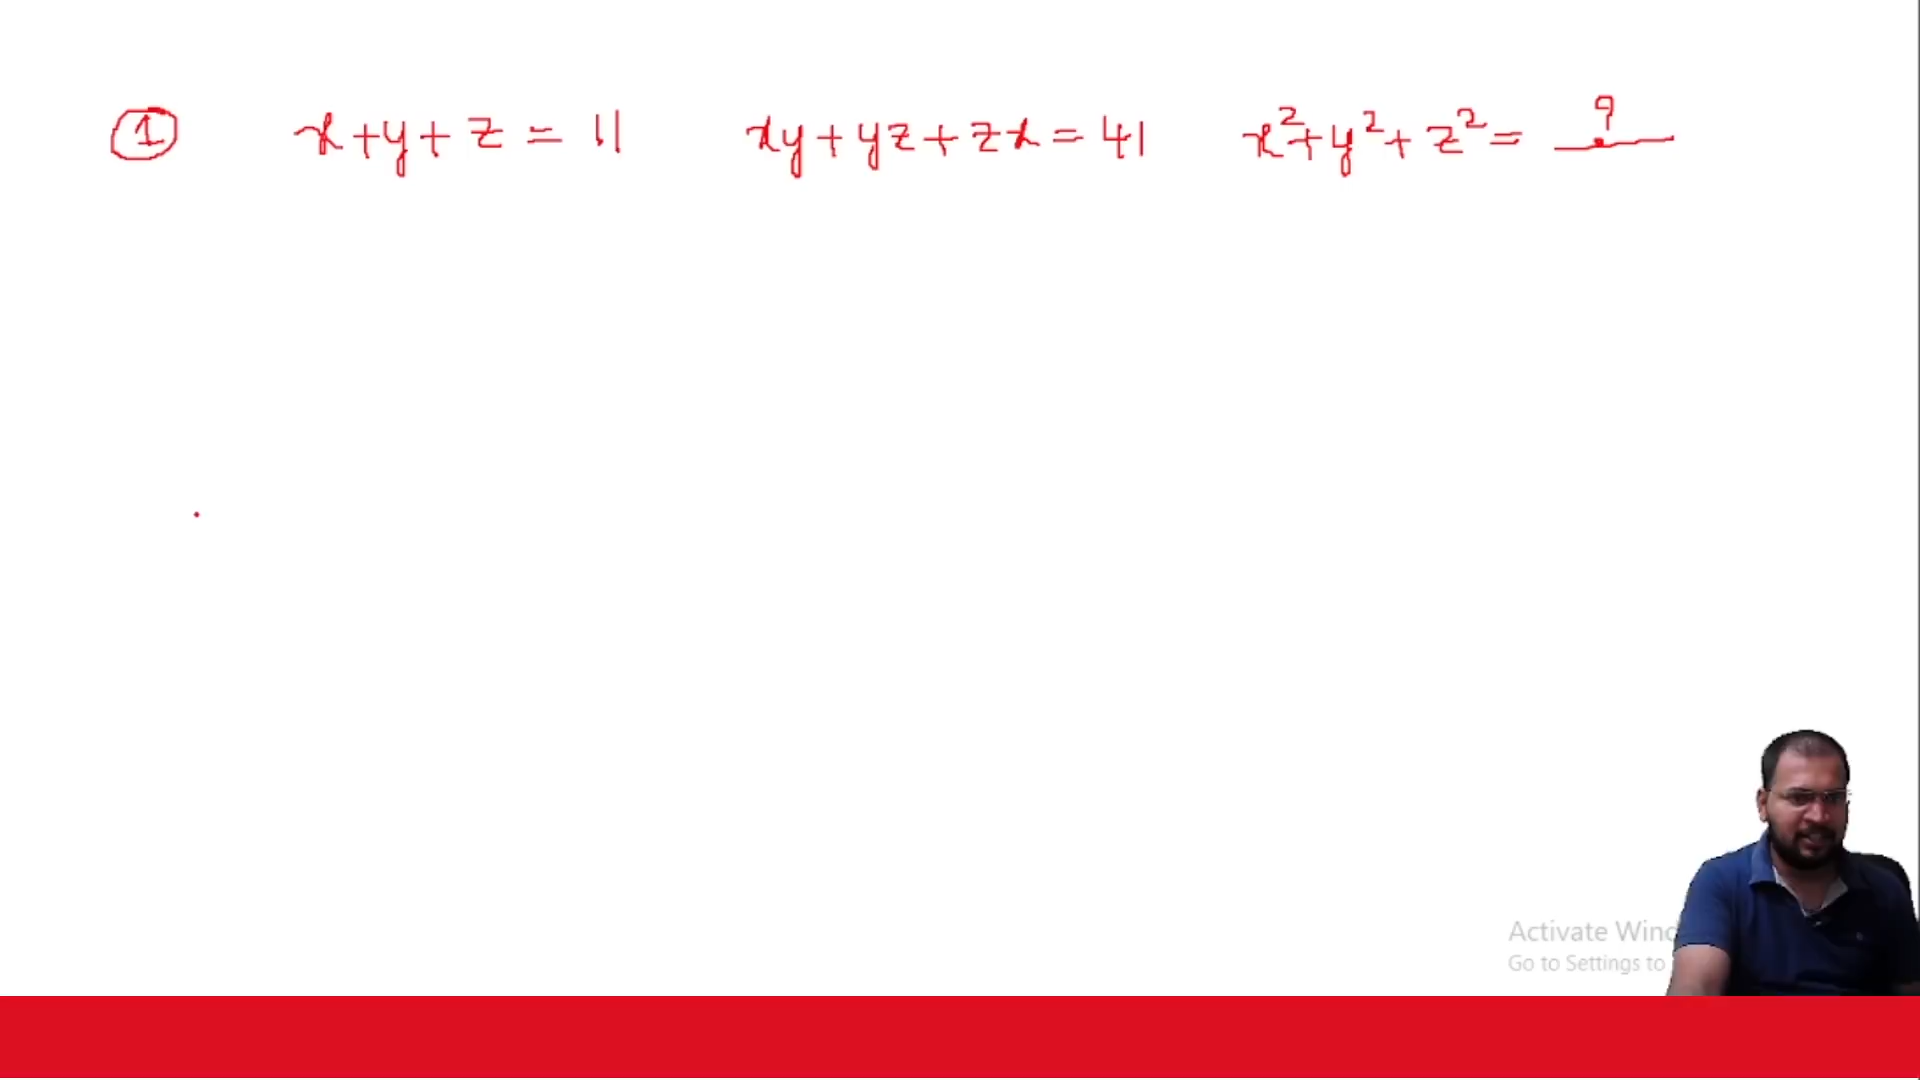 ① x+y+z=11 xy+yz+zx=41 x²+y²+z²= ?
Activate Wind
Go to Settings to